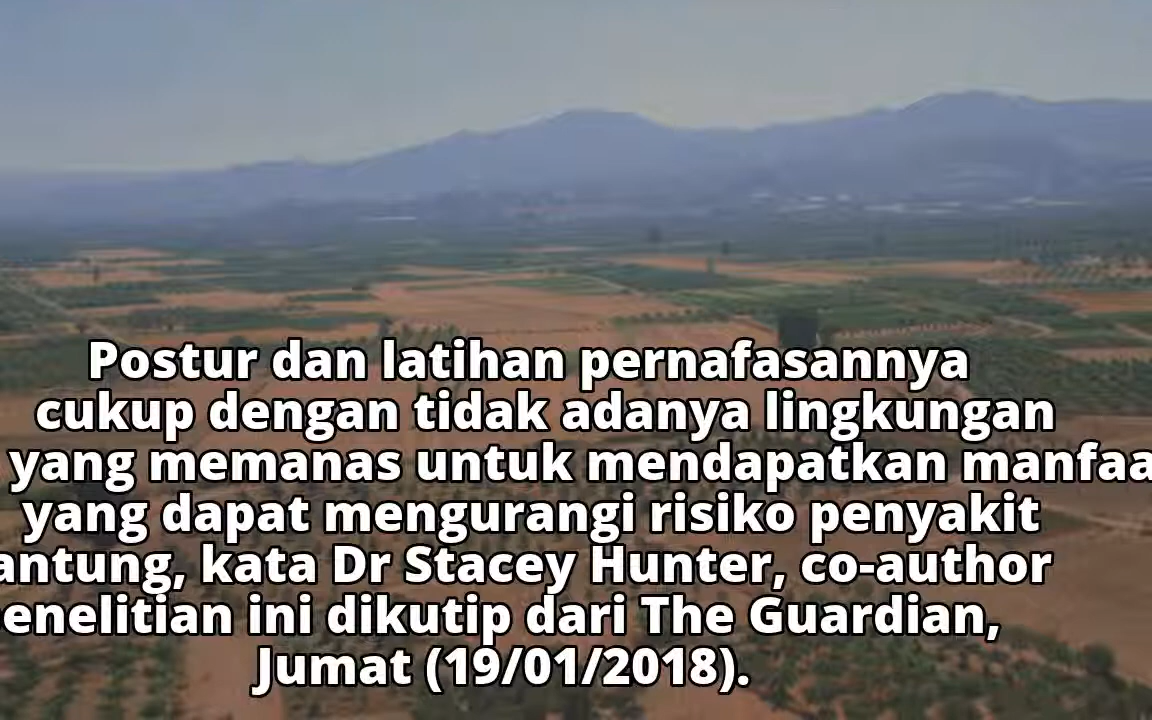 Postur dan latihan pernafasannya
cukup dengan tidak adanya lingkungan
yang memanas untuk mendapatkan manfaa
yang dapat mengurangi risiko penyakit
antung, kata Dr Stacey Hunter, co-author
enelitian ini dikutip dari The Guardian,
Jumat (19/01/2018).